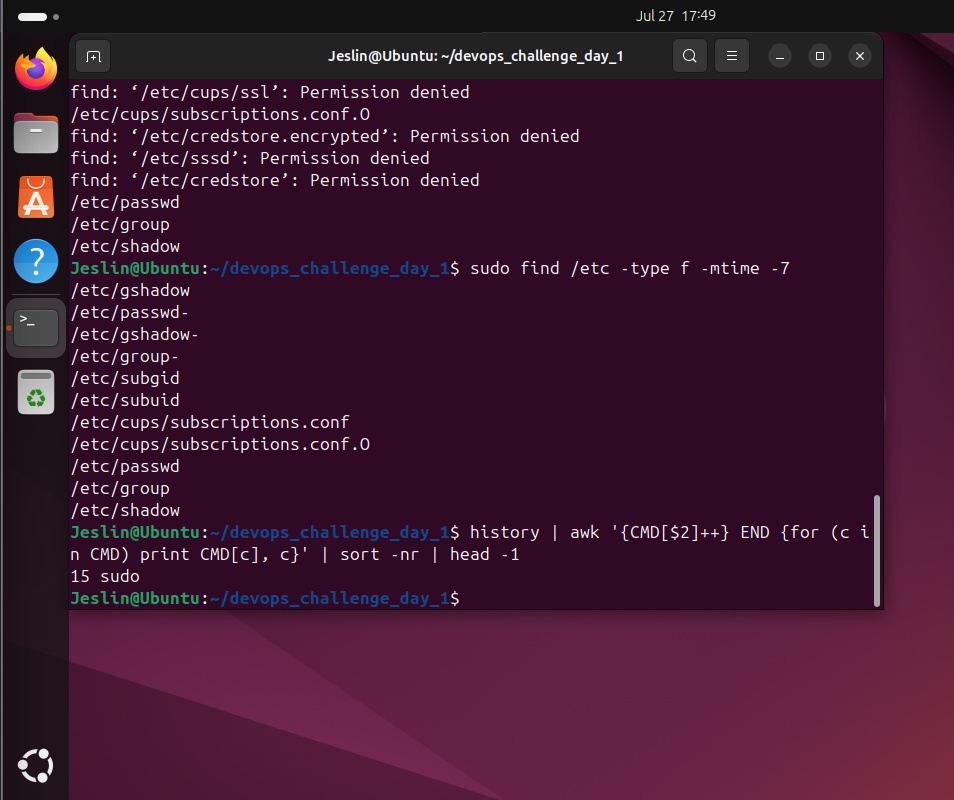 Jul 27 17:49
Jeslin@Ubuntu: ~/devops_challenge_day_1
find: ‘/etc/cups/ssl’: Permission denied
/etc/cups/subscriptions.conf.O
find: ‘/etc/credstore.encrypted’: Permission denied
find: ‘/etc/sssd’: Permission denied
find: ‘/etc/credstore’: Permission denied
/etc/passwd
/etc/group
/etc/shadow
Jeslin@Ubuntu:~/devops_challenge_day_1$ sudo find /etc -type f -mtime -7
/etc/gshadow
/etc/passwd-
/etc/gshadow-
/etc/group-
/etc/subgid
/etc/subuid
/etc/cups/subscriptions.conf
/etc/cups/subscriptions.conf.O
/etc/passwd
/etc/group
/etc/shadow
Jeslin@Ubuntu:~/devops_challenge_day_1$ history | awk '{CMD[$2]++} END {for (c i
n CMD) print CMD[c], c}' | sort -nr | head -1
15 sudo
Jeslin@Ubuntu:~/devops_challenge_day_1$